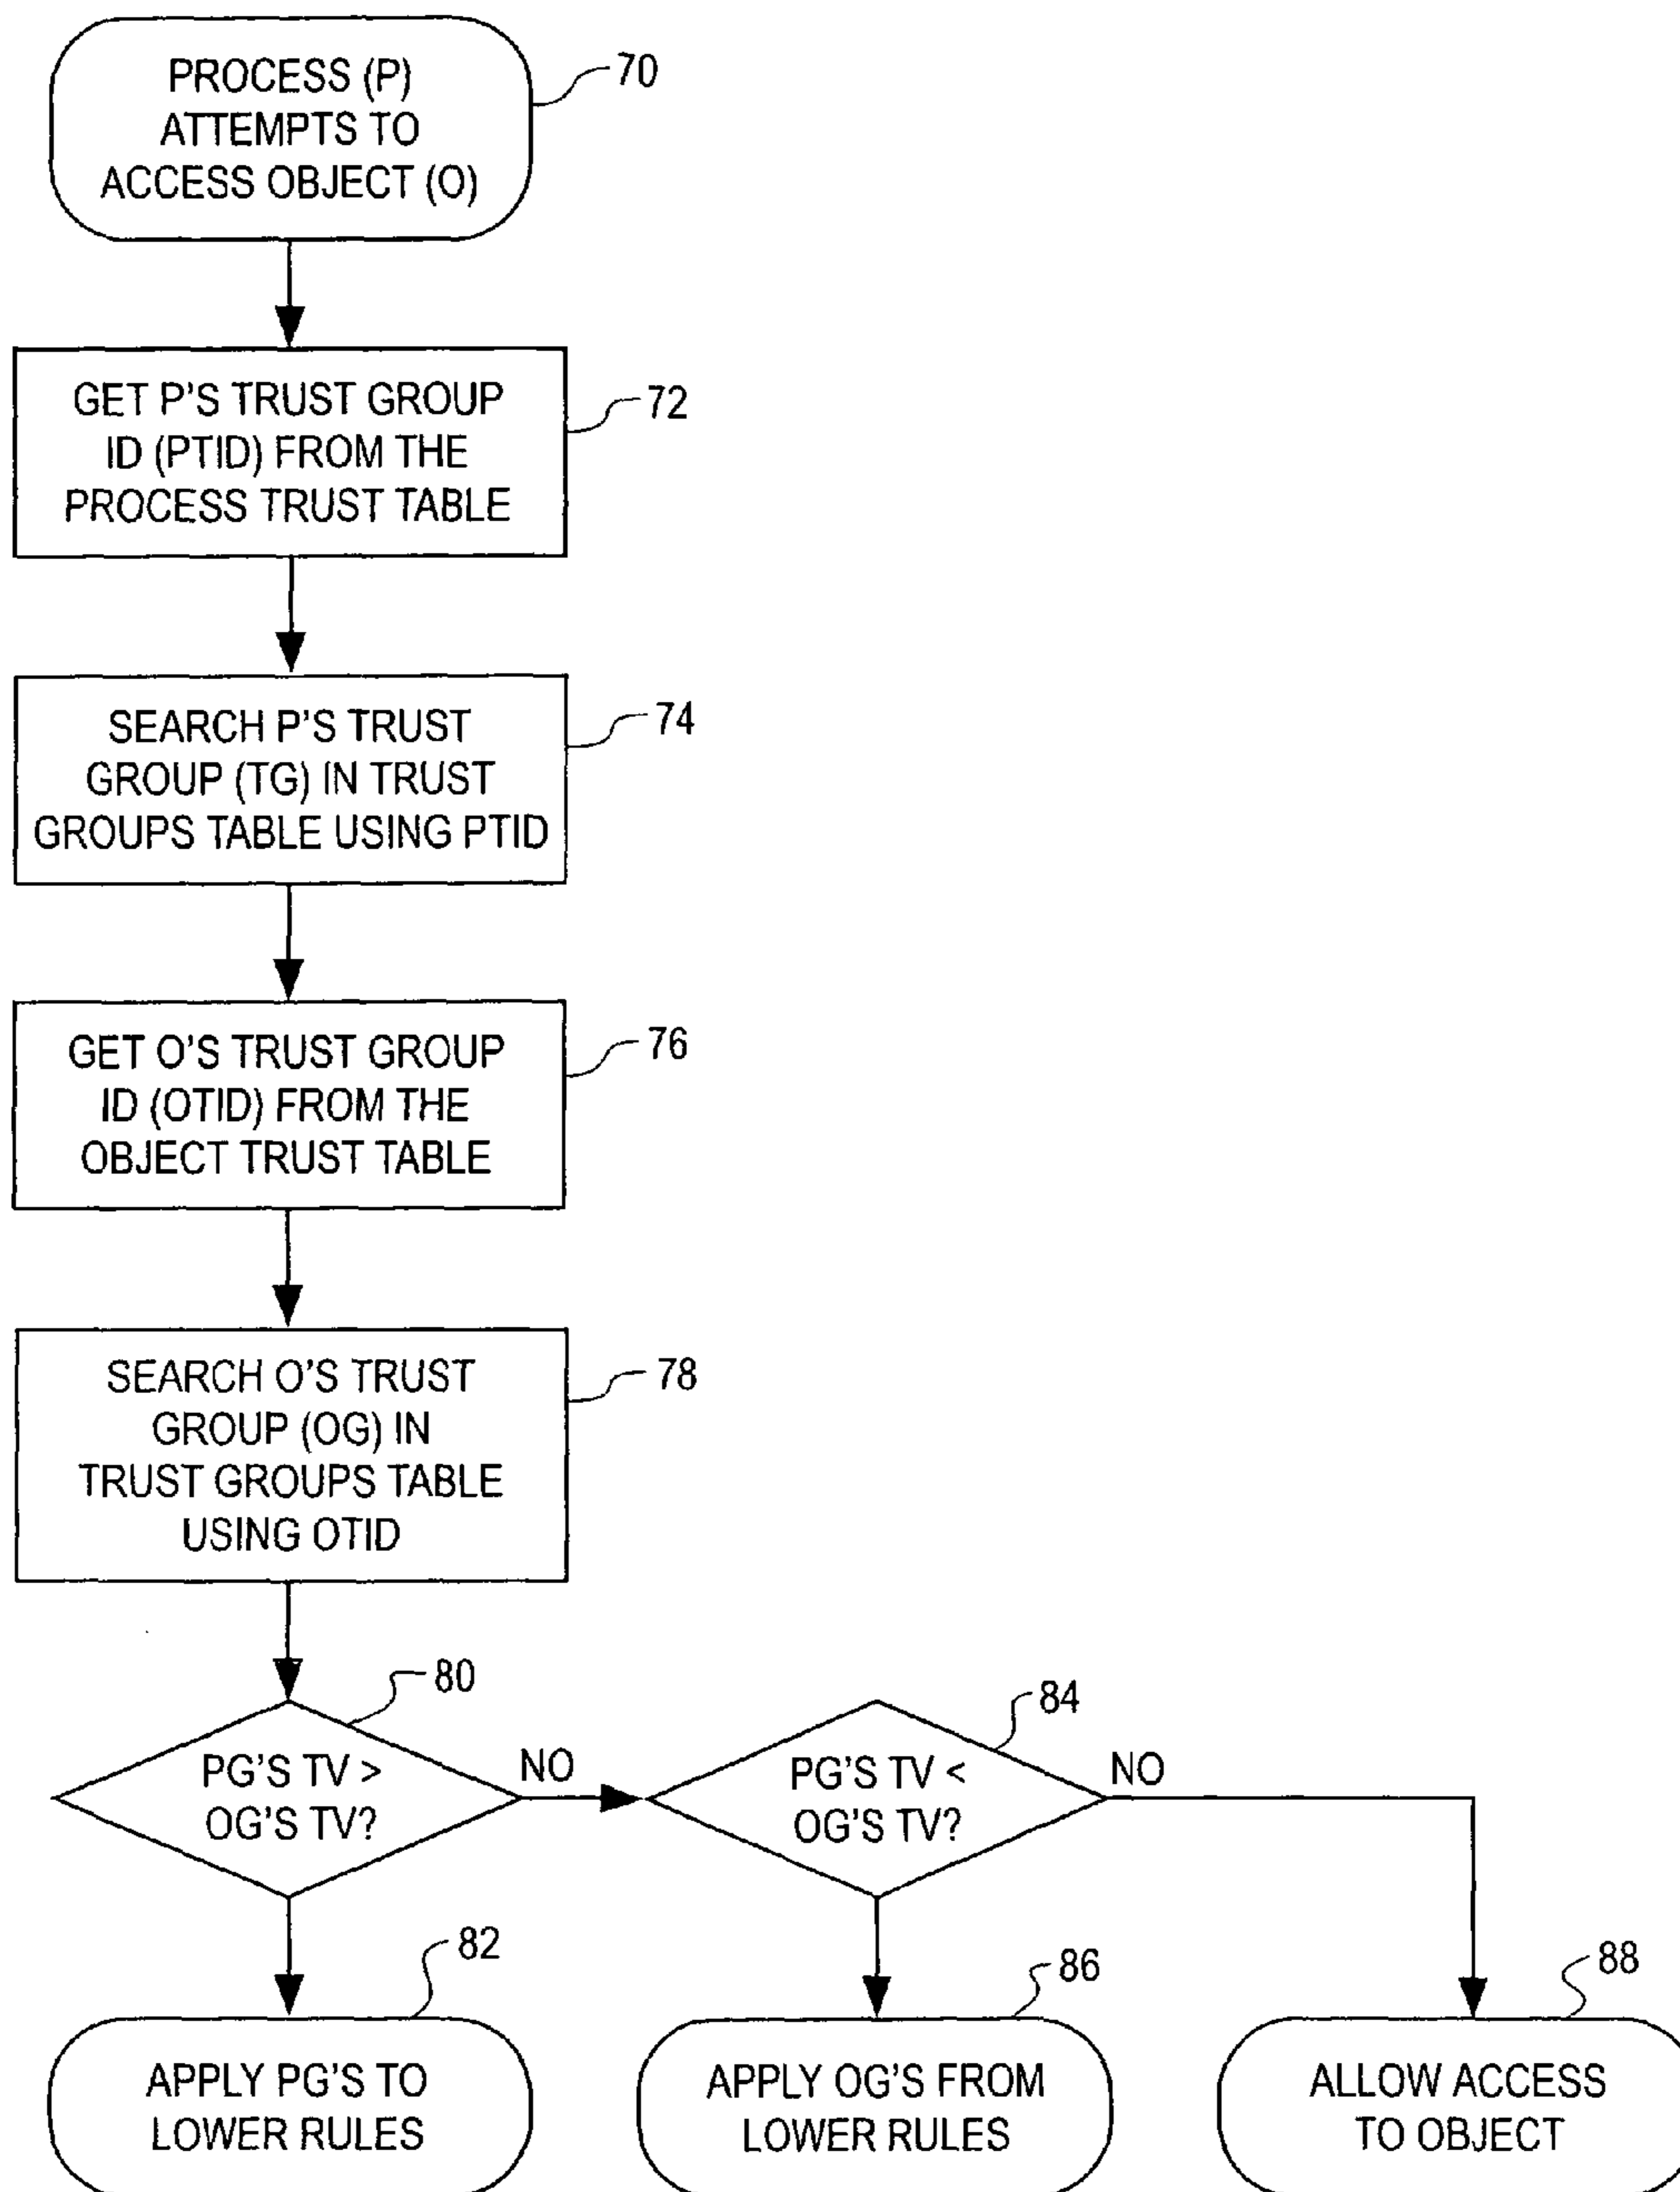 PROCESS (P)
ATTEMPTS TO
ACCESS OBJECT (O)
70
GET P'S TRUST GROUP
ID (PTID) FROM THE
PROCESS TRUST TABLE
72
SEARCH P'S TRUST
GROUP (TG) IN TRUST
GROUPS TABLE USING PTID
74
GET O'S TRUST GROUP
ID (OTID) FROM THE
OBJECT TRUST TABLE
76
SEARCH O'S TRUST
GROUP (OG) IN
TRUST GROUPS TABLE
USING OTID
78
80
PG'S TV >
OG'S TV?
NO
84
PG'S TV <
OG'S TV?
NO
82
APPLY PG'S TO
LOWER RULES
86
APPLY OG'S FROM
LOWER RULES
88
ALLOW ACCESS
TO OBJECT